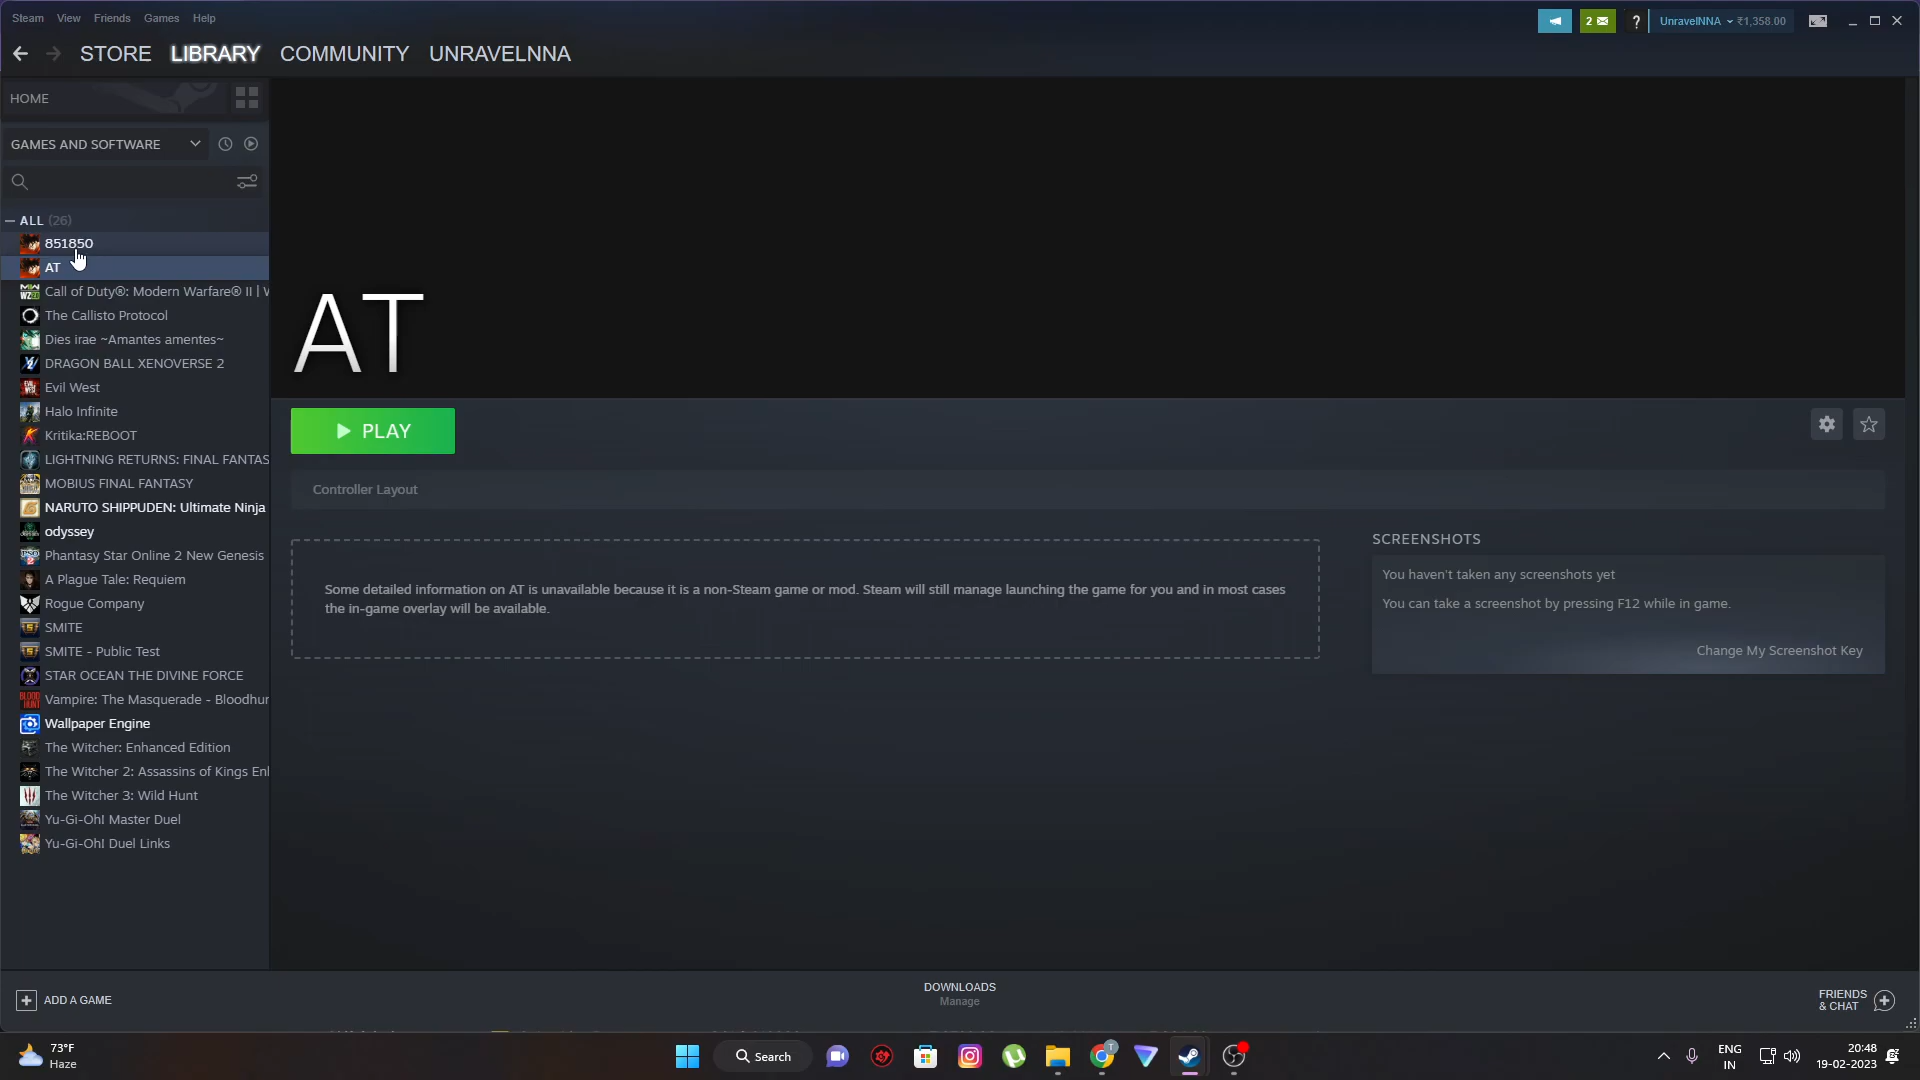 Steam View Friends Games Help
2
?
UnravelNNA ₹1,358.00
STORE LIBRARY COMMUNITY UNRAVELNNA
HOME
GAMES AND SOFTWARE
ALL (26)
851850
AT
Call of Duty®: Modern Warfare® II | W
The Callisto Protocol
Dies irae ~Amantes amentes~
DRAGON BALL XENOVERSE 2
Evil West
Halo Infinite
Kritika:REBOOT
LIGHTNING RETURNS: FINAL FANTAS
MOBIUS FINAL FANTASY
NARUTO SHIPPUDEN: Ultimate Ninja
odyssey
Phantasy Star Online 2 New Genesis
A Plague Tale: Requiem
Rogue Company
SMITE
SMITE - Public Test
STAR OCEAN THE DIVINE FORCE
Vampire: The Masquerade - Bloodhun
Wallpaper Engine
The Witcher: Enhanced Edition
The Witcher 2: Assassins of Kings Enh
The Witcher 3: Wild Hunt
Yu-Gi-Oh! Master Duel
Yu-Gi-Oh! Duel Links
AT
PLAY
Controller Layout
Some detailed information on AT is unavailable because it is a non-Steam game or mod. Steam will still manage launching the game for you and in most cases
the in-game overlay will be available.
SCREENSHOTS
You haven't taken any screenshots yet
You can take a screenshot by pressing F12 while in game.
Change My Screenshot Key
ADD A GAME
DOWNLOADS
Manage
FRIENDS
& CHAT
73°F
Haze
Search
T
ENG
IN
20:48
19-02-2023